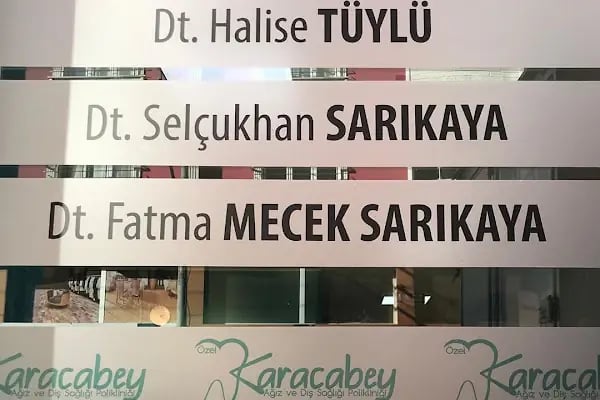 Dt. Halise TÜYLÜ
Dt. Selçukhan SARIKAYA
Dt. Fatma MECEK SARIKAYA
Karacabey
Ağız ve Diş Sağlığı Polikliniği
Özel
Karacabey
Ağız ve Diş Sağlığı Polikliniği
Özel